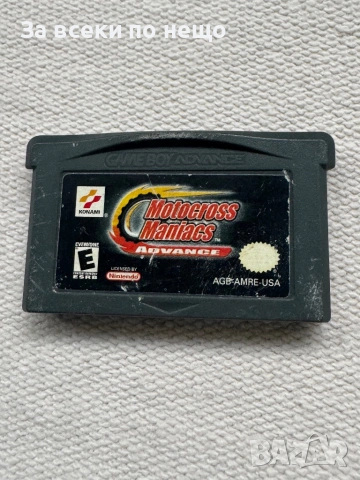 За всеки по нещо
GAME BOY ADVANCE
KONAMI
Motocross
Maniacs™
ADVANCE
EVERYONE
E
ESRB
LICENSED BY
Nintendo
AGB-AMRE-USA
BAZAR